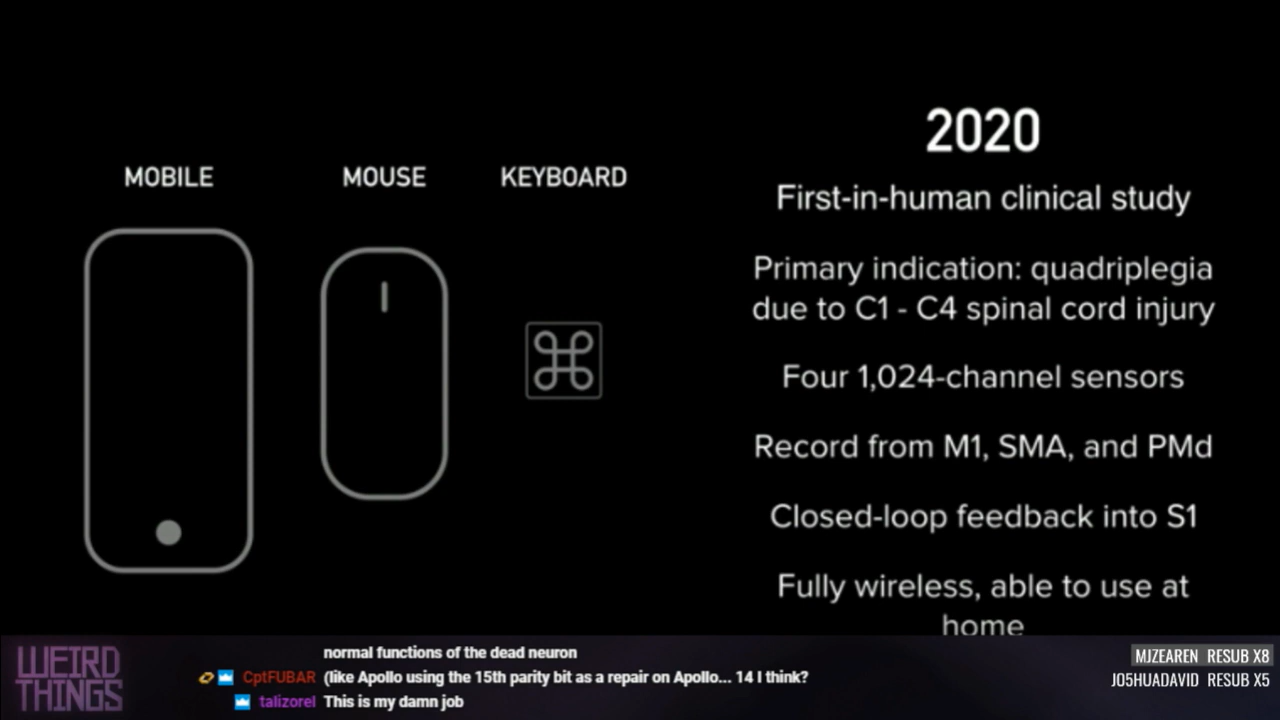 MOBILE
MOUSE
KEYBOARD
2020
First-in-human clinical study
Primary indication: quadriplegia
due to C1 - C4 spinal cord injury
Four 1,024-channel sensors
Record from M1, SMA, and PMd
Closed-loop feedback into S1
Fully wireless, able to use at
home
WEIRD
THINGS
normal functions of the dead neuron
CptFUBAR (like Apollo using the 15th parity bit as a repair on Apollo... 14 I think?
talizorel This is my damn job
MJZEAREN RESUB X8
JO5HUADAVID RESUB X5